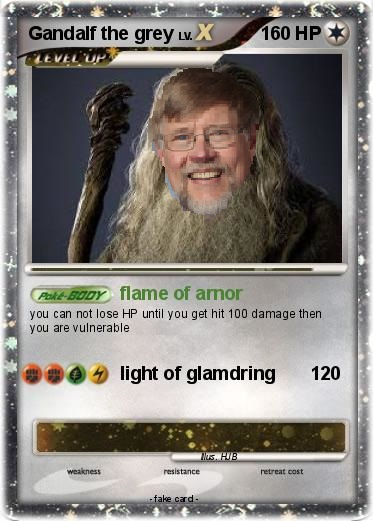 Gandalf the grey LV. X 160 HP
LEVEL-UP
Poké-BODY flame of arnor
you can not lose HP until you get hit 100 damage then
you are vulnerable
light of glamdring 120
Illus. HJB
weakness resistance retreat cost
- fake card -